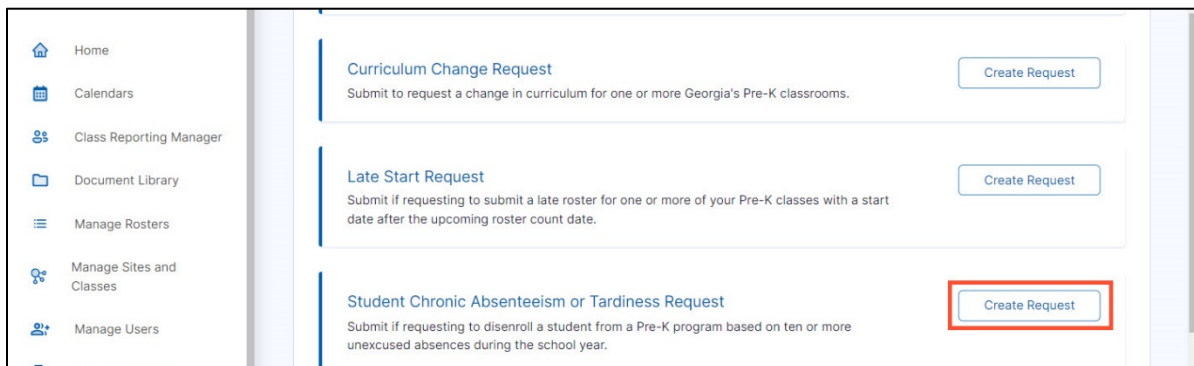 Home
Calendars
Class Reporting Manager
Document Library
Manage Rosters
Manage Sites and
Classes
Manage Users
Curriculum Change Request
Submit to request a change in curriculum for one or more Georgia's Pre-K classrooms.
Create Request
Late Start Request
Submit if requesting to submit a late roster for one or more of your Pre-K classes with a start
date after the upcoming roster count date.
Create Request
Student Chronic Absenteeism or Tardiness Request
Submit if requesting to disenroll a student from a Pre-K program based on ten or more
unexcused absences during the school year.
Create Request